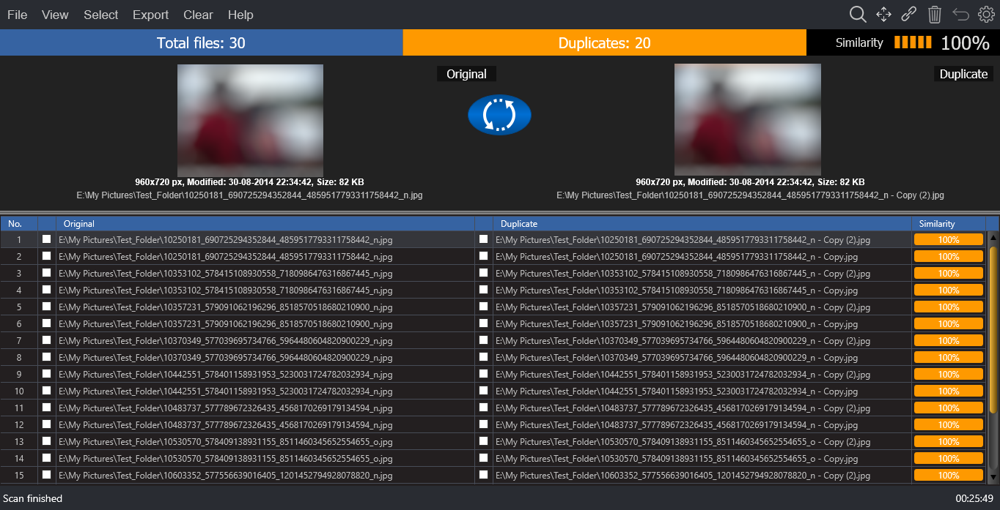 File View Select Export Clear Help
Total files: 30 Duplicates: 20 Similarity 100%
Original Duplicate
960x720 px, Modified: 30-08-2014 22:34:42, Size: 82 KB 960x720 px, Modified: 30-08-2014 22:34:42, Size: 82 KB
E:\My Pictures\Test_Folder\10250181_690725294352844_4859517793311758442_n.jpg E:\My Pictures\Test_Folder\10250181_690725294352844_4859517793311758442_n - Copy (2).jpg
No. Original Duplicate Similarity
1 E:\My Pictures\Test_Folder\10250181_690725294352844_4859517793311758442_n.jpg E:\My Pictures\Test_Folder\10250181_690725294352844_4859517793311758442_n - Copy (2).jpg 100%
2 E:\My Pictures\Test_Folder\10250181_690725294352844_4859517793311758442_n.jpg E:\My Pictures\Test_Folder\10250181_690725294352844_4859517793311758442_n - Copy.jpg 100%
3 E:\My Pictures\Test_Folder\10353102_578415108930558_7180986476316867445_n.jpg E:\My Pictures\Test_Folder\10353102_578415108930558_7180986476316867445_n - Copy (2).jpg 100%
4 E:\My Pictures\Test_Folder\10353102_578415108930558_7180986476316867445_n.jpg E:\My Pictures\Test_Folder\10353102_578415108930558_7180986476316867445_n - Copy.jpg 100%
5 E:\My Pictures\Test_Folder\10357231_579091062196296_8518570518680210900_n.jpg E:\My Pictures\Test_Folder\10357231_579091062196296_8518570518680210900_n - Copy (2).jpg 100%
6 E:\My Pictures\Test_Folder\10357231_579091062196296_8518570518680210900_n.jpg E:\My Pictures\Test_Folder\10357231_579091062196296_8518570518680210900_n - Copy.jpg 100%
7 E:\My Pictures\Test_Folder\10370349_577039695734766_5964480604820900229_n.jpg E:\My Pictures\Test_Folder\10370349_577039695734766_5964480604820900229_n - Copy (2).jpg 100%
8 E:\My Pictures\Test_Folder\10370349_577039695734766_5964480604820900229_n.jpg E:\My Pictures\Test_Folder\10370349_577039695734766_5964480604820900229_n - Copy.jpg 100%
9 E:\My Pictures\Test_Folder\10442551_578401158931953_5230031724782032934_n.jpg E:\My Pictures\Test_Folder\10442551_578401158931953_5230031724782032934_n - Copy (2).jpg 100%
10 E:\My Pictures\Test_Folder\10442551_578401158931953_5230031724782032934_n.jpg E:\My Pictures\Test_Folder\10442551_578401158931953_5230031724782032934_n - Copy.jpg 100%
11 E:\My Pictures\Test_Folder\10483737_577789672326435_4568170269179134594_n.jpg E:\My Pictures\Test_Folder\10483737_577789672326435_4568170269179134594_n - Copy (2).jpg 100%
12 E:\My Pictures\Test_Folder\10483737_577789672326435_4568170269179134594_n.jpg E:\My Pictures\Test_Folder\10483737_577789672326435_4568170269179134594_n - Copy.jpg 100%
13 E:\My Pictures\Test_Folder\10530570_578409138931155_8511460345652554655_o.jpg E:\My Pictures\Test_Folder\10530570_578409138931155_8511460345652554655_o - Copy (2).jpg 100%
14 E:\My Pictures\Test_Folder\10530570_578409138931155_8511460345652554655_o.jpg E:\My Pictures\Test_Folder\10530570_578409138931155_8511460345652554655_o - Copy.jpg 100%
15 E:\My Pictures\Test_Folder\10603352_577556639016405_1201452794928078820_n.jpg E:\My Pictures\Test_Folder\10603352_577556639016405_1201452794928078820_n - Copy (2).jpg 100%
Scan finished 00:25:49